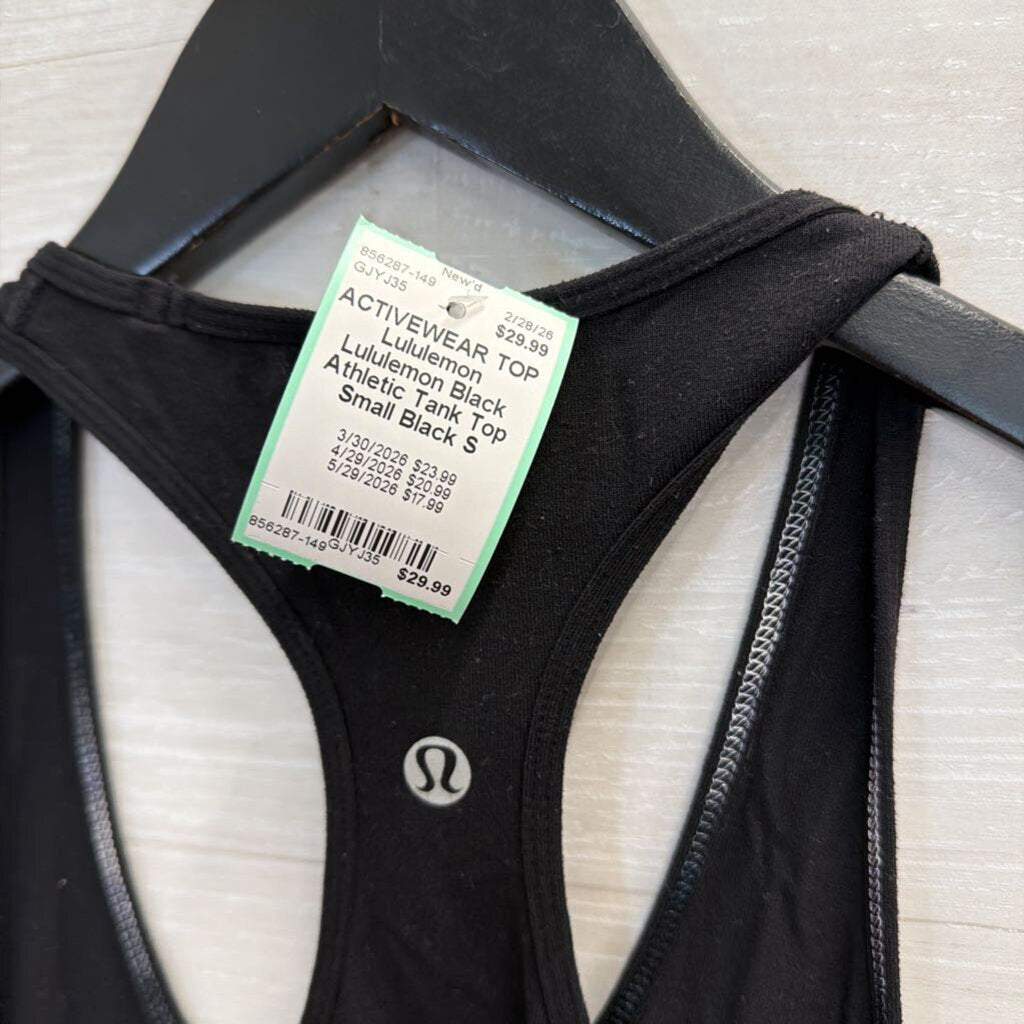 856287-149 New'd
GJYJ35
2/28/26
$29.99
ACTIVEWEAR TOP
Lululemon
Lululemon Black
Athletic Tank Top
Small Black S
3/30/2026 $23.99
4/29/2026 $20.99
5/29/2026 $17.99
856287-149GJYJ35
$29.99